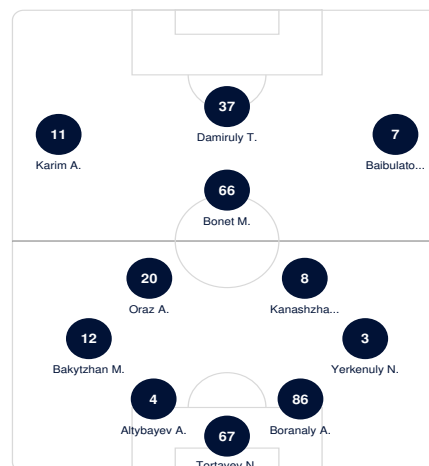 37
Damiruly T.
11
Karim A.
7
Baibulato...
66
Bonet M.
20
Oraz A.
8
Kanashzha...
12
Bakytzhan M.
3
Yerkenuly N.
4
Altybayev A.
86
Boranaly A.
67
Tortayev N.